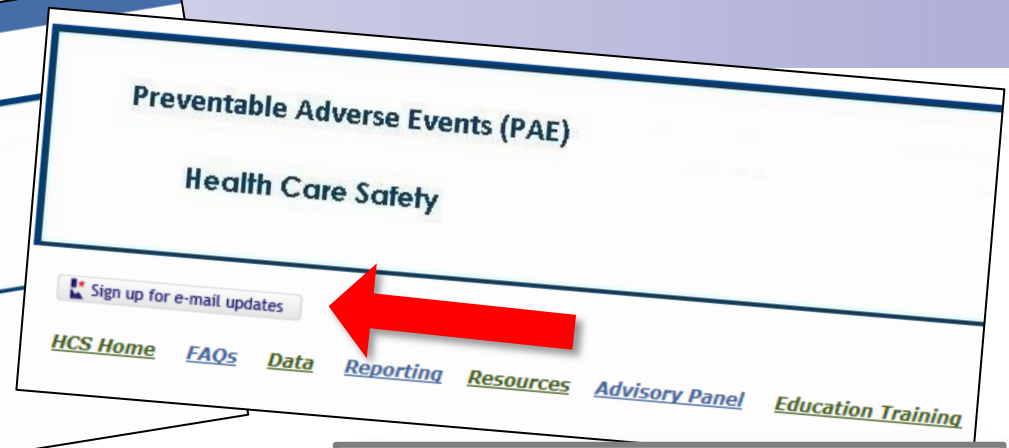 Preventable Adverse Events (PAE)
Health Care Safety
Sign up for e-mail updates
HCS Home FAQs Data Reporting Resources Advisory Panel Education Training